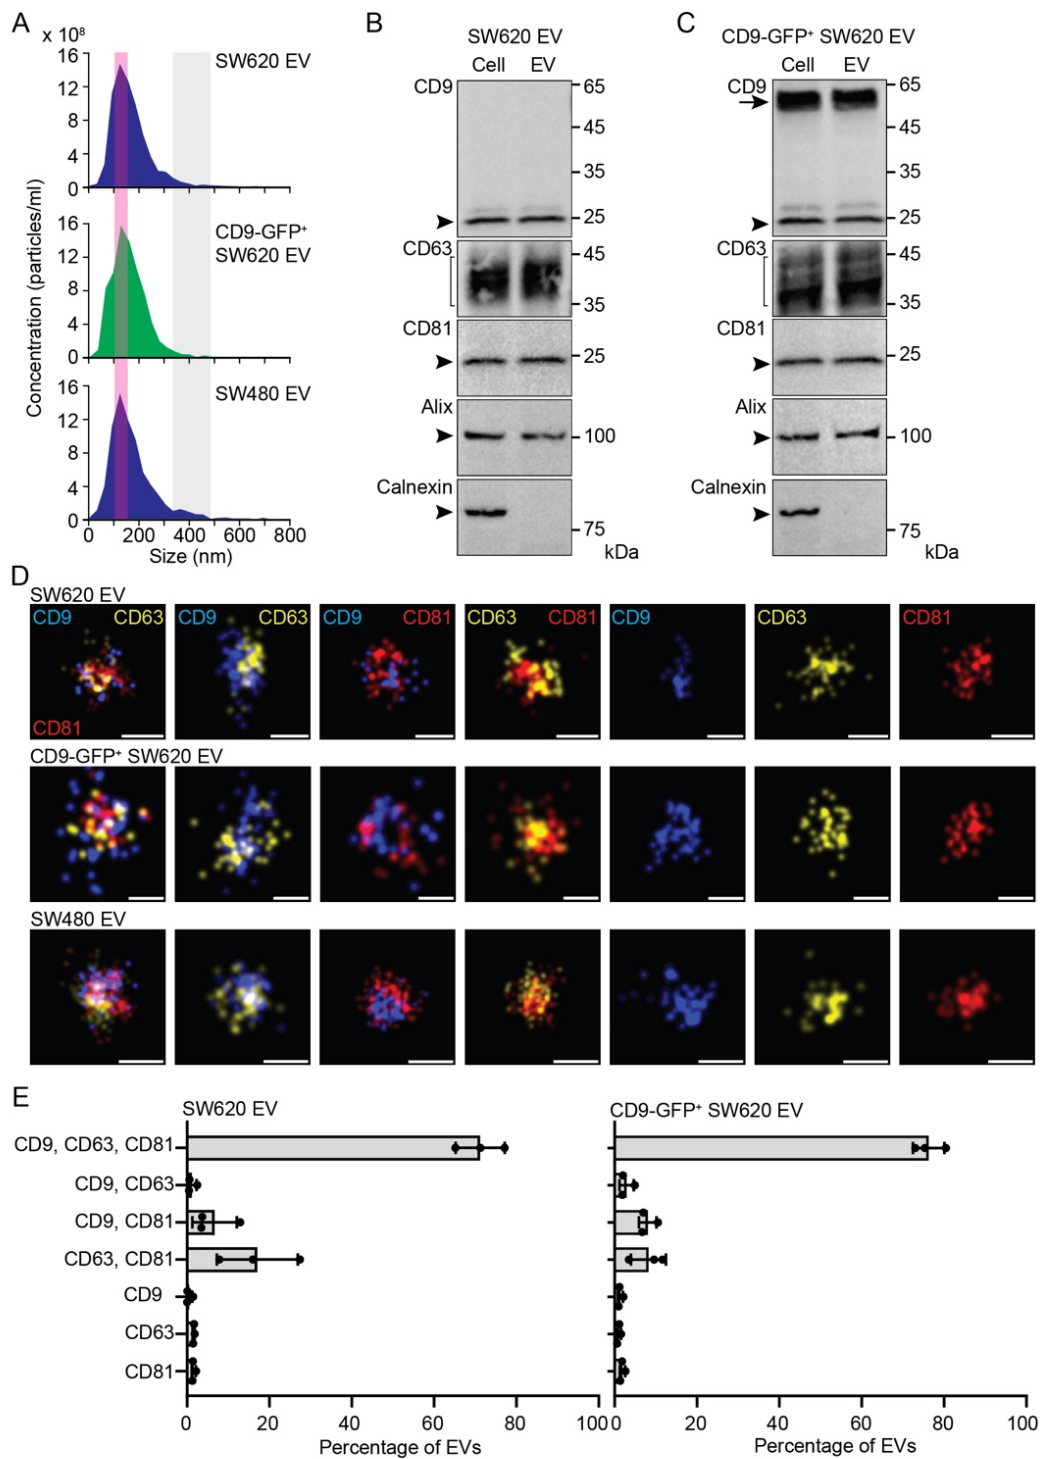 A
x 10⁸
16
12
8
4
0
SW620 EV
16
12
8
4
0
CD9-GFP⁺
SW620 EV
16
12
8
4
0
SW480 EV
0 200 400 600 800
Size (nm)
Concentration (particles/ml)
B
SW620 EV
Cell EV
CD9
65
45
35
25
CD63
45
35
CD81
25
Alix
100
Calnexin
75
kDa
C
CD9-GFP⁺ SW620 EV
Cell EV
CD9
65
45
35
25
CD63
45
35
CD81
25
Alix
100
Calnexin
75
kDa
D
SW620 EV
CD9 CD63 CD9 CD63 CD9 CD81 CD63 CD81 CD9 CD63 CD81
CD81
CD9-GFP⁺ SW620 EV
SW480 EV
E
SW620 EV
CD9, CD63, CD81
CD9, CD63
CD9, CD81
CD63, CD81
CD9
CD63
CD81
0 20 40 60 80 100
Percentage of EVs
CD9-GFP⁺ SW620 EV
0 20 40 60 80 100
Percentage of EVs